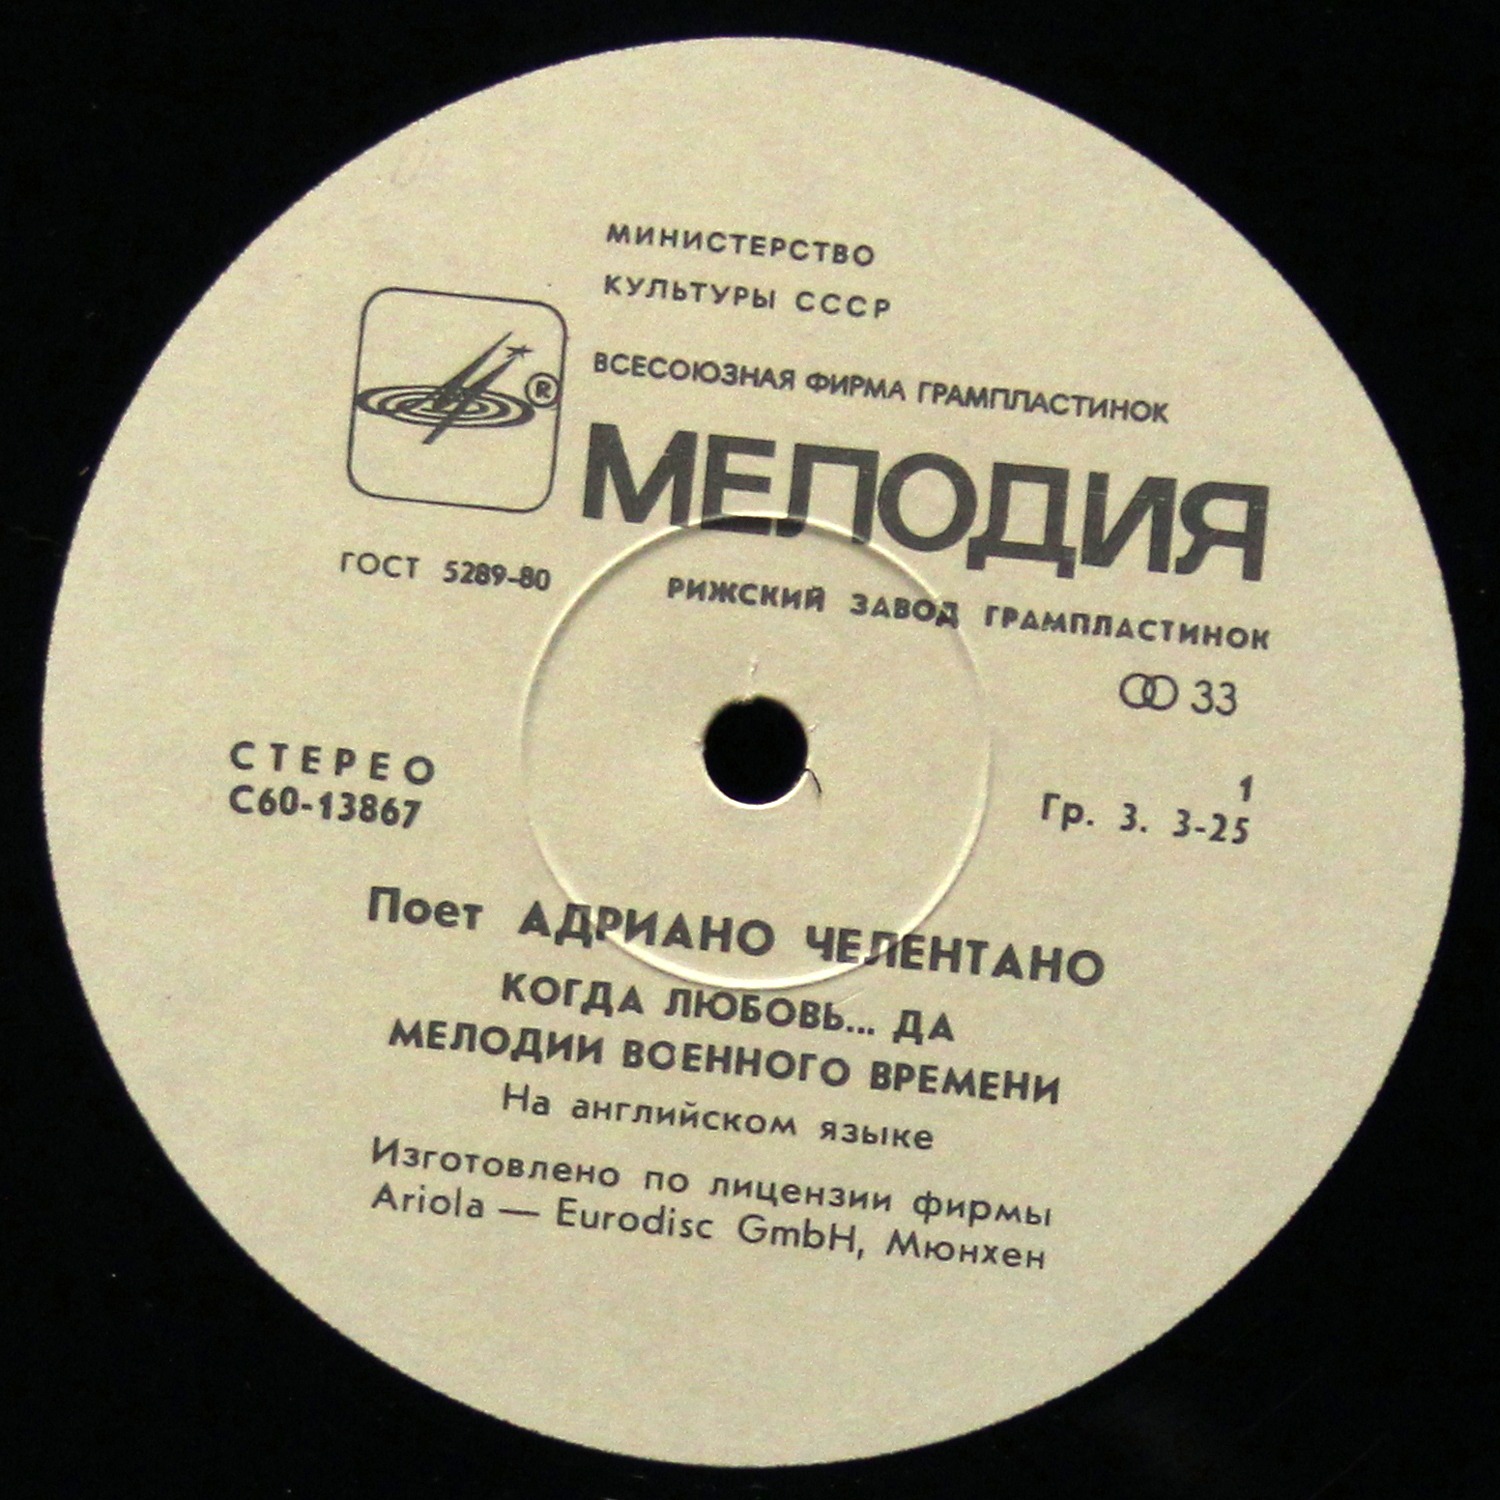 МИНИСТЕРСТВО
КУЛЬТУРЫ СССР
ВСЕСОЮЗНАЯ ФИРМА ГРАМПЛАСТИНОК
®
МЕЛОДИЯ
ГОСТ 5289-80
РИЖСКИЙ ЗАВОД ГРАМПЛАСТИНОК
33
СТЕРЕО
С60-13867
1
Гр. 3. 3-25
Поет АДРИАНО ЧЕЛЕНТАНО
КОГДА ЛЮБОВЬ... ДА
МЕЛОДИИ ВОЕННОГО ВРЕМЕНИ
На английском языке
Изготовлено по лицензии фирмы
Ariola — Eurodisc GmbH, Мюнхен